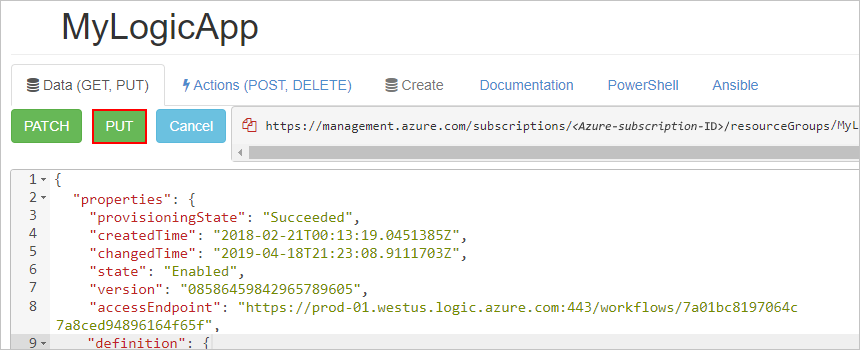 MyLogicApp
Data (GET, PUT) Actions (POST, DELETE) Create Documentation PowerShell Ansible
PATCH PUT Cancel https://management.azure.com/subscriptions/<Azure-subscription-ID>/resourceGroups/MyL
1 {
2 "properties": {
3 "provisioningState": "Succeeded",
4 "createdTime": "2018-02-21T00:13:19.0451385Z",
5 "changedTime": "2019-04-18T21:23:08.9111703Z",
6 "state": "Enabled",
7 "version": "08586459842965789605",
8 "accessEndpoint": "https://prod-01.westus.logic.azure.com:443/workflows/7a01bc8197064c
7a8ced94896164f65f",
9 "definition": {